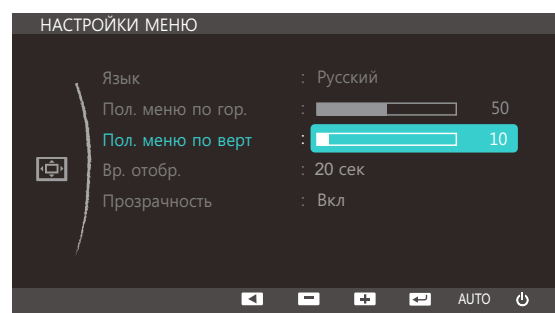 НАСТРОЙКИ МЕНЮ
Язык : Русский
Пол. меню по гор. : 50
Пол. меню по верт : 10
Вр. отобр. : 20 сек
Прозрачность : Вкл
AUTO